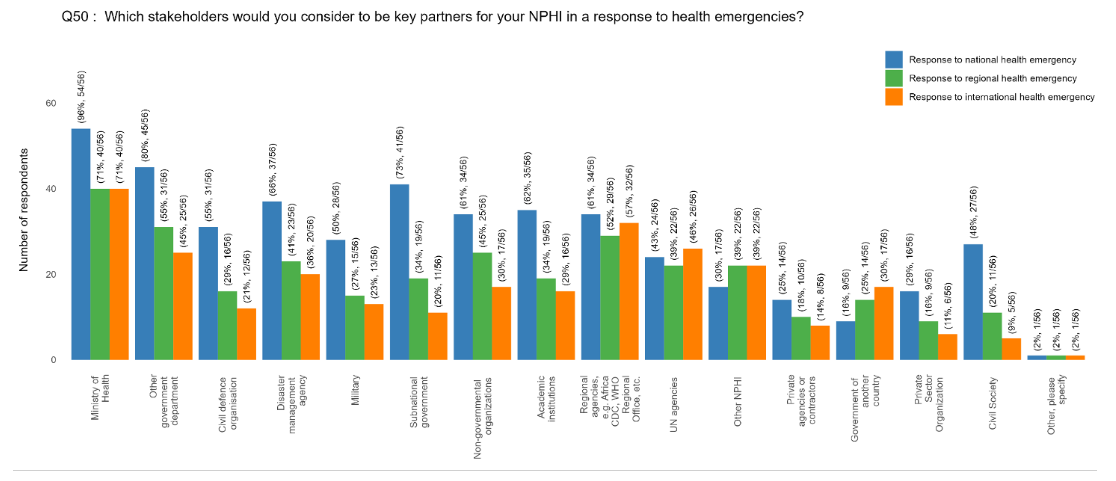 Q50 :  Which stakeholders would you consider to be key partners for your NPHI in a response to health emergencies?
Response to national health emergency
Response to regional health emergency
Response to international health emergency
Number of respondents
60
40
20
0
(96%, 54/56)
(71%, 40/56)
(71%, 40/56)
(80%, 45/56)
(55%, 31/56)
(45%, 25/56)
(55%, 31/56)
(29%, 16/56)
(21%, 12/56)
(66%, 37/56)
(41%, 23/56)
(36%, 20/56)
(50%, 28/56)
(27%, 15/56)
(23%, 13/56)
(73%, 41/56)
(34%, 19/56)
(20%, 11/56)
(61%, 34/56)
(45%, 25/56)
(30%, 17/56)
(62%, 35/56)
(34%, 19/56)
(29%, 16/56)
(61%, 34/56)
(52%, 29/56)
(57%, 32/56)
(43%, 24/56)
(39%, 22/56)
(46%, 26/56)
(30%, 17/56)
(39%, 22/56)
(39%, 22/56)
(25%, 14/56)
(18%, 10/56)
(14%, 8/56)
(16%, 9/56)
(25%, 14/56)
(30%, 17/56)
(29%, 16/56)
(16%, 9/56)
(11%, 6/56)
(48%, 27/56)
(20%, 11/56)
(9%, 5/56)
(2%, 1/56)
(2%, 1/56)
(2%, 1/56)
Ministry of
Health
Other
government
department
Civil defence
organisation
Disaster
management
agency
Military
Subnational
government
Non-governmental
organizations
Academic
institutions
Regional
agencies,
e.g. Africa
CDC, WHO
Regional
Office, etc.
UN agencies
Other NPHI
Private
agencies or
contractors
Government of
another
country
Private
Sector
Organization
Civil Society
Other, please
specify